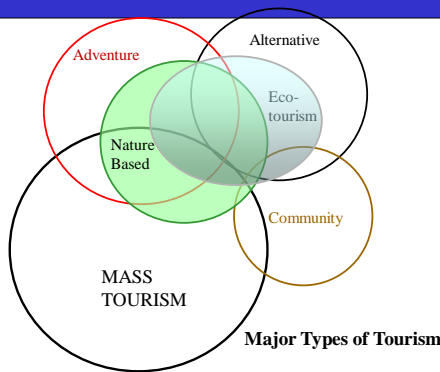 Alternative
Adventure
Eco-
tourism
Nature
Based
Community
MASS
TOURISM
Major Types of Tourism